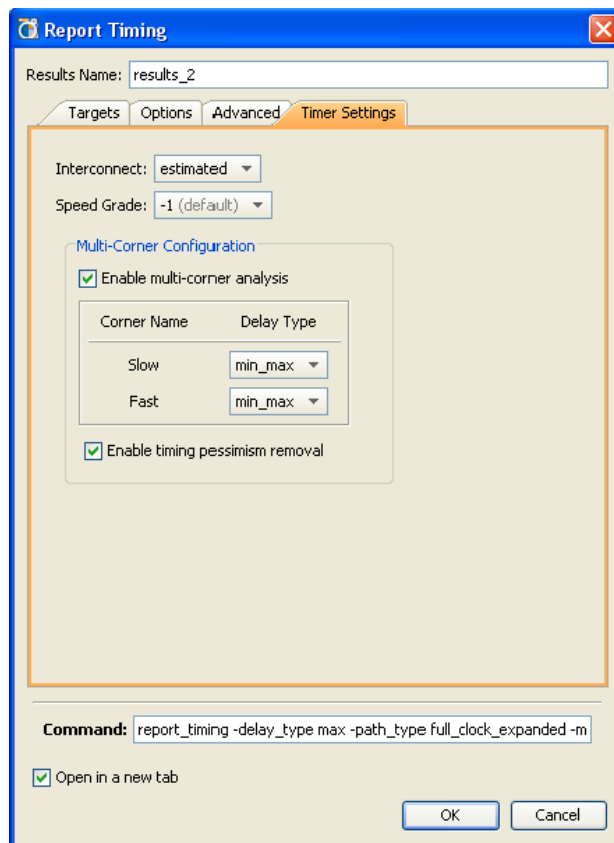 Report Timing
Results Name: results_2
Targets Options Advanced Timer Settings
Interconnect: estimated
Speed Grade: -1 (default)
Multi-Corner Configuration
Enable multi-corner analysis
Corner Name Delay Type
Slow min_max
Fast min_max
Enable timing pessimism removal
Command: report_timing -delay_type max -path_type full_clock_expanded -m
Open in a new tab
OK Cancel